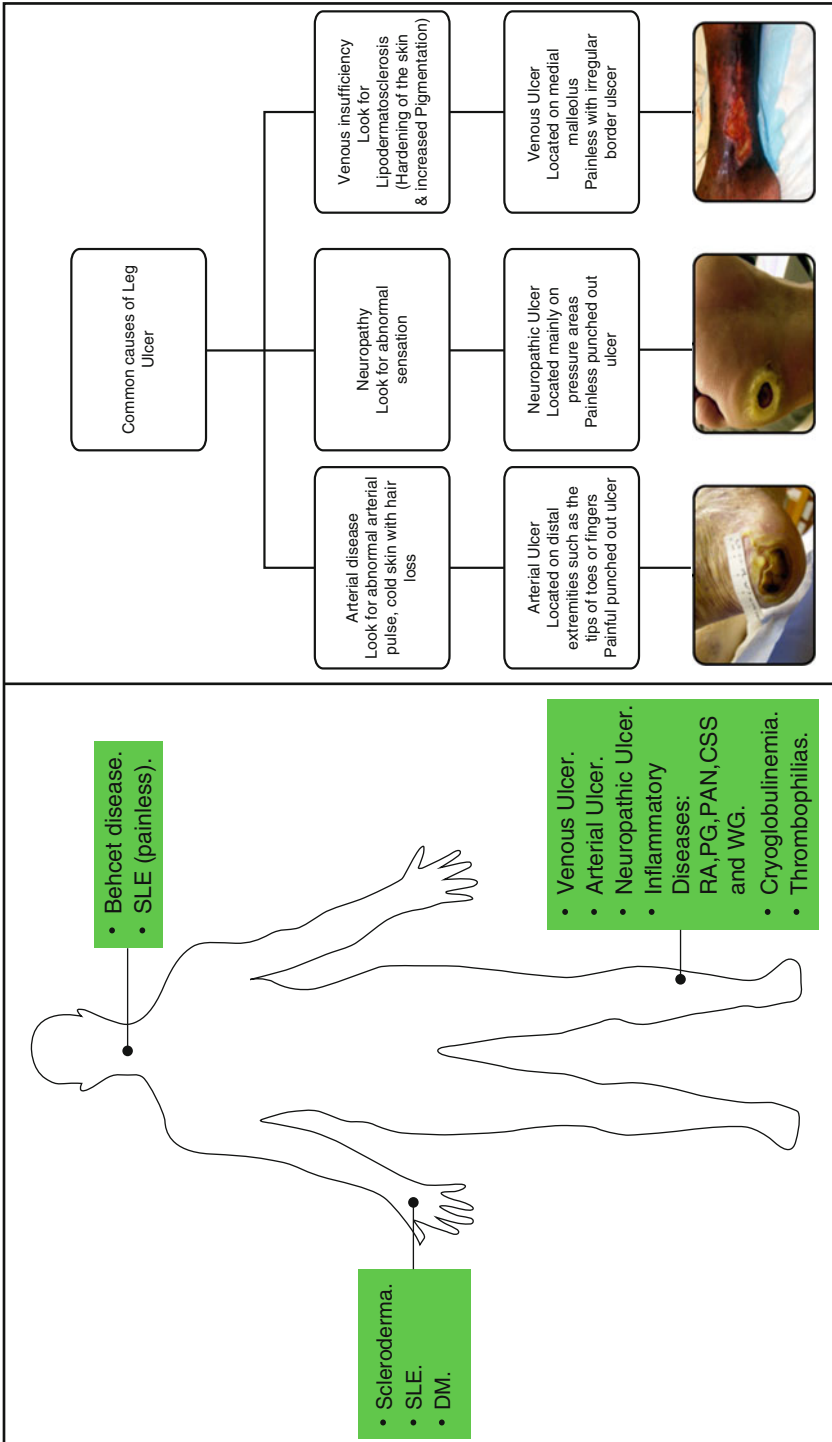 • Behcet disease.
• SLE (painless).
• Scleroderma.
• SLE.
• DM.
• Venous Ulcer.
• Arterial Ulcer.
• Neuropathic Ulcer.
• Inflammatory
Diseases:
RA,PG,PAN,CSS
and WG.
• Cryoglobulinemia.
• Thrombophilias.
Common causes of Leg
Ulcer
Arterial disease
Look for abnormal arterial
pulse, cold skin with hair
loss
Neuropathy
Look for abnormal
sensation
Venous insufficiency
Look for
Lipodermatosclerosis
(Hardening of the skin
& increased Pigmentation)
Arterial Ulcer
Located on distal
extremities such as the
tips of toes or fingers
Painful punched out ulcer
Neuropathic Ulcer
Located mainly on
pressure areas
Painless punched out
ulcer
Venous Ulcer
Located on medial
malleolus
Painless with irregular
border ulscer